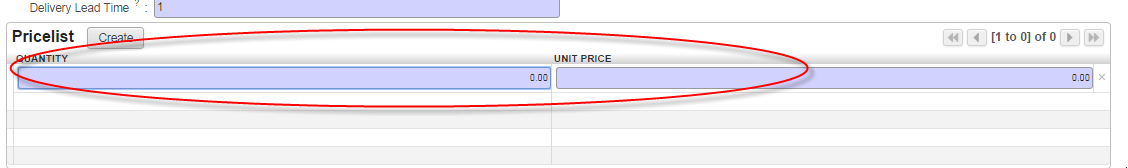 Delivery Lead Time ? : 1
Pricelist Create [1 to 0] of 0
QUANTITY UNIT PRICE
0.00 0.00